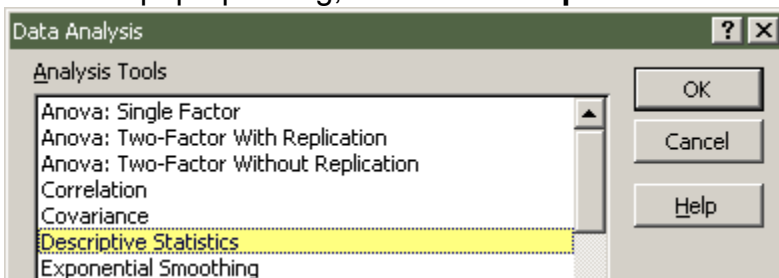 Data Analysis
Analysis Tools
Anova: Single Factor
Anova: Two-Factor With Replication
Anova: Two-Factor Without Replication
Correlation
Covariance
Descriptive Statistics
Exponential Smoothing
OK
Cancel
Help